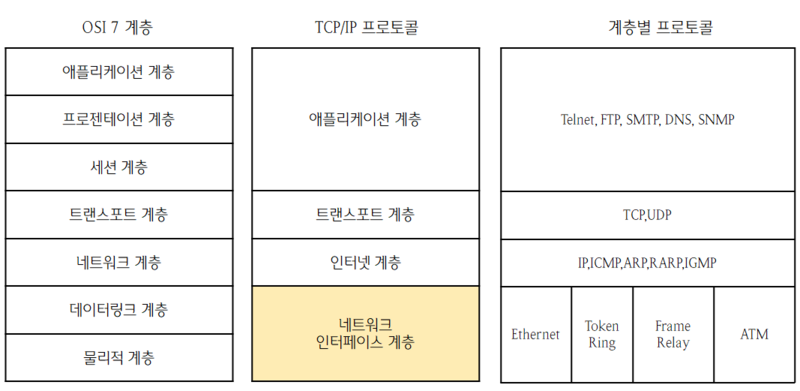 OSI 7 계층
애플리케이션 계층
프로젠테이션 계층
세션 계층
트랜스포트 계층
네트워크 계층
데이터링크 계층
물리적 계층
TCP/IP 프로토콜
애플리케이션 계층
트랜스포트 계층
인터넷 계층
네트워크
인터페이스 계층
계층별 프로토콜
Telnet, FTP, SMTP, DNS, SNMP
TCP,UDP
IP,ICMP,ARP,RARP,IGMP
Ethernet
Token
Ring
Frame
Relay
ATM